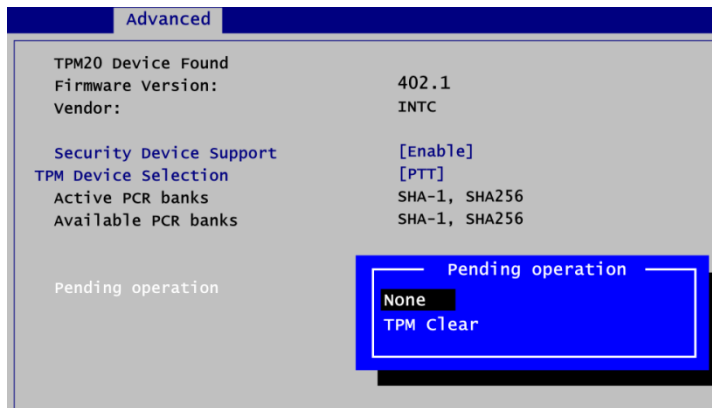 Advanced
TPM20 Device Found
Firmware Version: 402.1
Vendor: INTC
Security Device Support [Enable]
TPM Device Selection [PTT]
Active PCR banks SHA-1, SHA256
Available PCR banks SHA-1, SHA256
Pending operation
Pending operation
None
TPM Clear